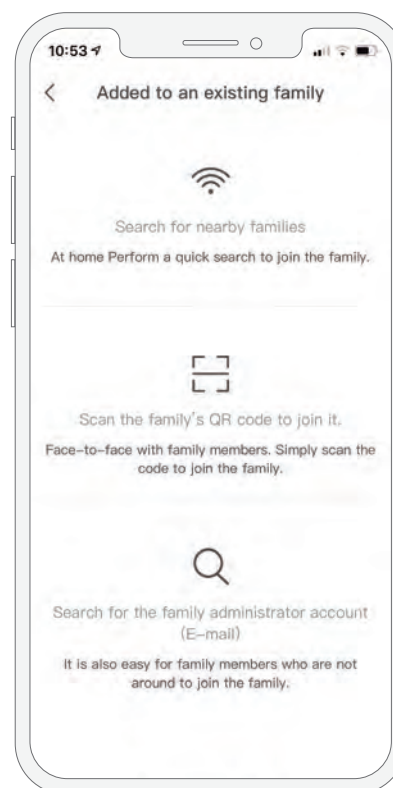 10:53
Added to an existing family
Search for nearby families
At home Perform a quick search to join the family.
Scan the family's QR code to join it.
Face-to-face with family members. Simply scan the
code to join the family.
Search for the family administrator account
(E-mail)
It is also easy for family members who are not
around to join the family.